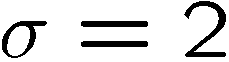 σ = 2